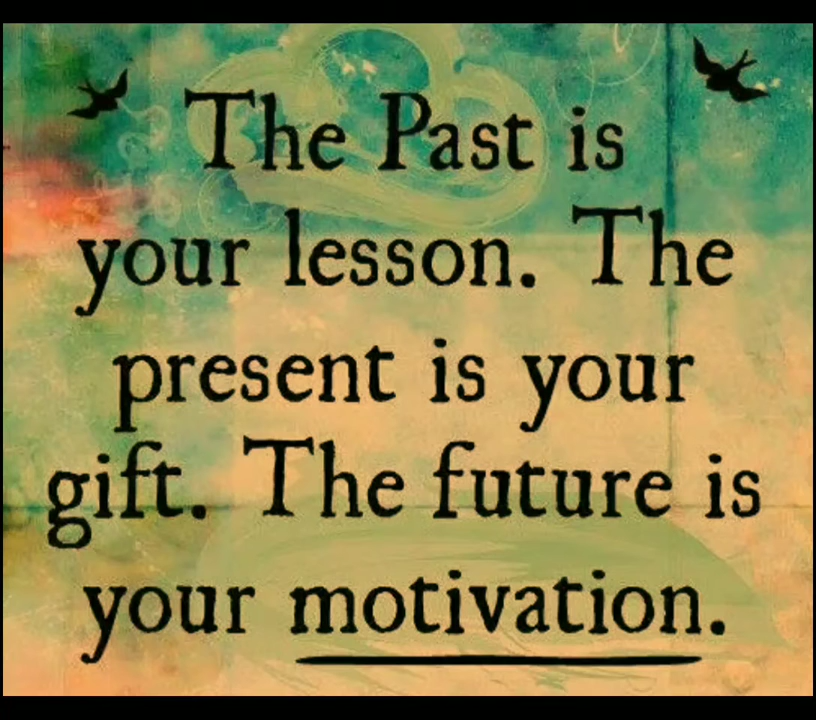 The Past is
your lesson. The
present is your
gift. The future is
your motivation.